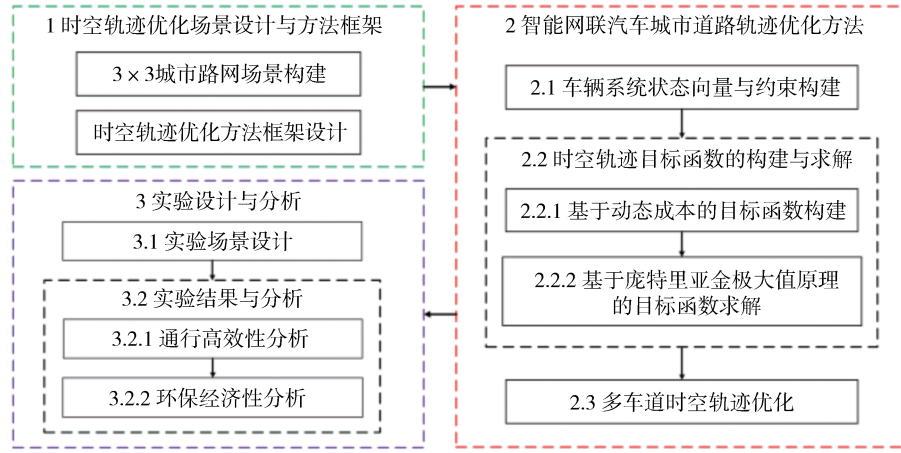 1 时空轨迹优化场景设计与方法框架
3×3城市路网场景构建
时空轨迹优化方法框架设计
2 智能网联汽车城市道路轨迹优化方法
2.1 车辆系统状态向量与约束构建
2.2 时空轨迹目标函数的构建与求解
2.2.1 基于动态成本的目标函数构建
2.2.2 基于庞特里亚金极大值原理
的目标函数求解
2.3 多车道时空轨迹优化
3 实验设计与分析
3.1 实验场景设计
3.2 实验结果与分析
3.2.1 通行高效性分析
3.2.2 环保经济性分析